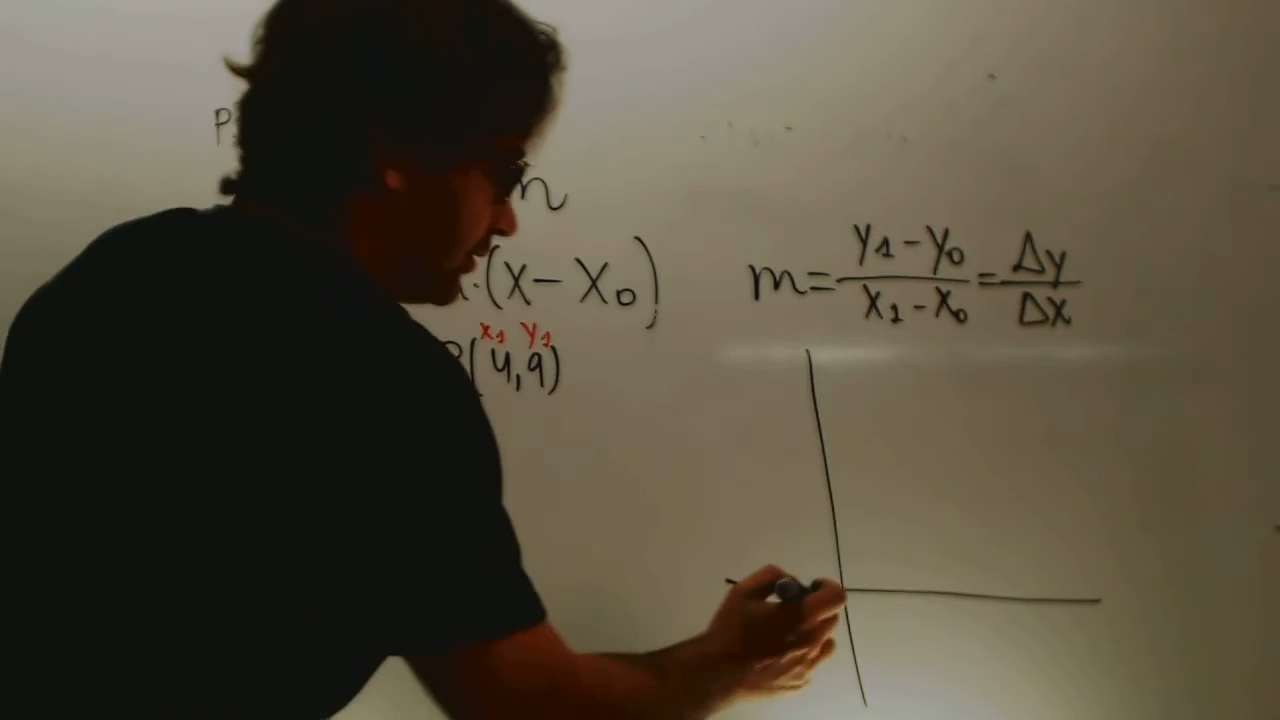 P
n
·(x-x₀)
m=(y₁-y₀)/(x₁-x₀)=Δy/Δx
x₁ y₁
(4,9)